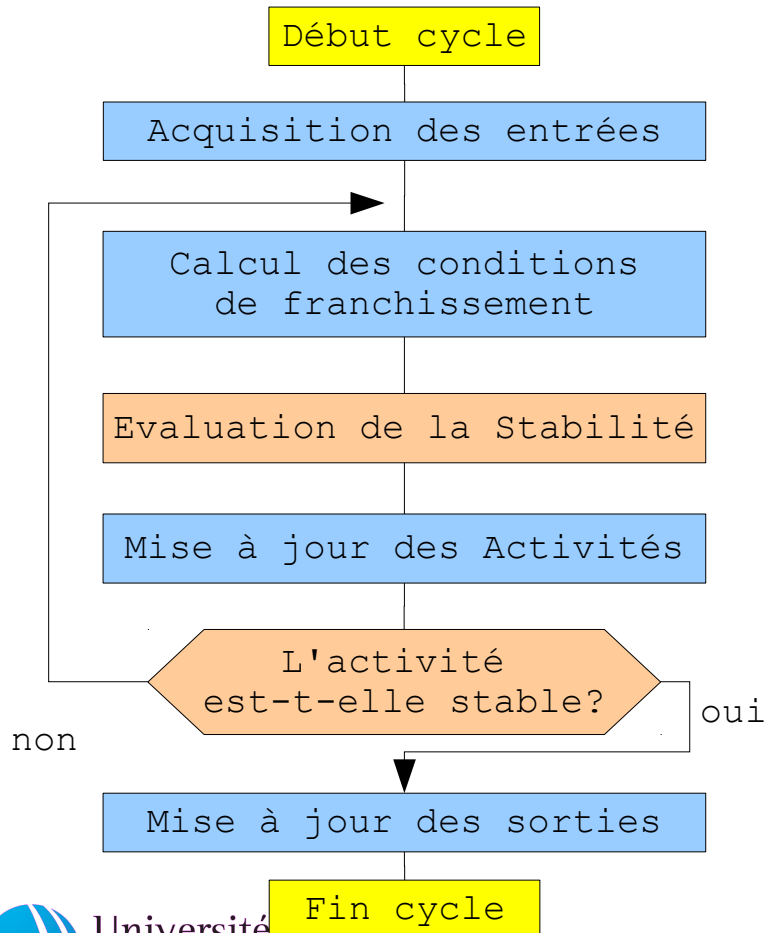 Début cycle
Acquisition des entrées
Calcul des conditions
de franchissement
Evaluation de la Stabilité
Mise à jour des Activités
L'activité
est-t-elle stable?
oui
non
Mise à jour des sorties
Fin cycle
Université